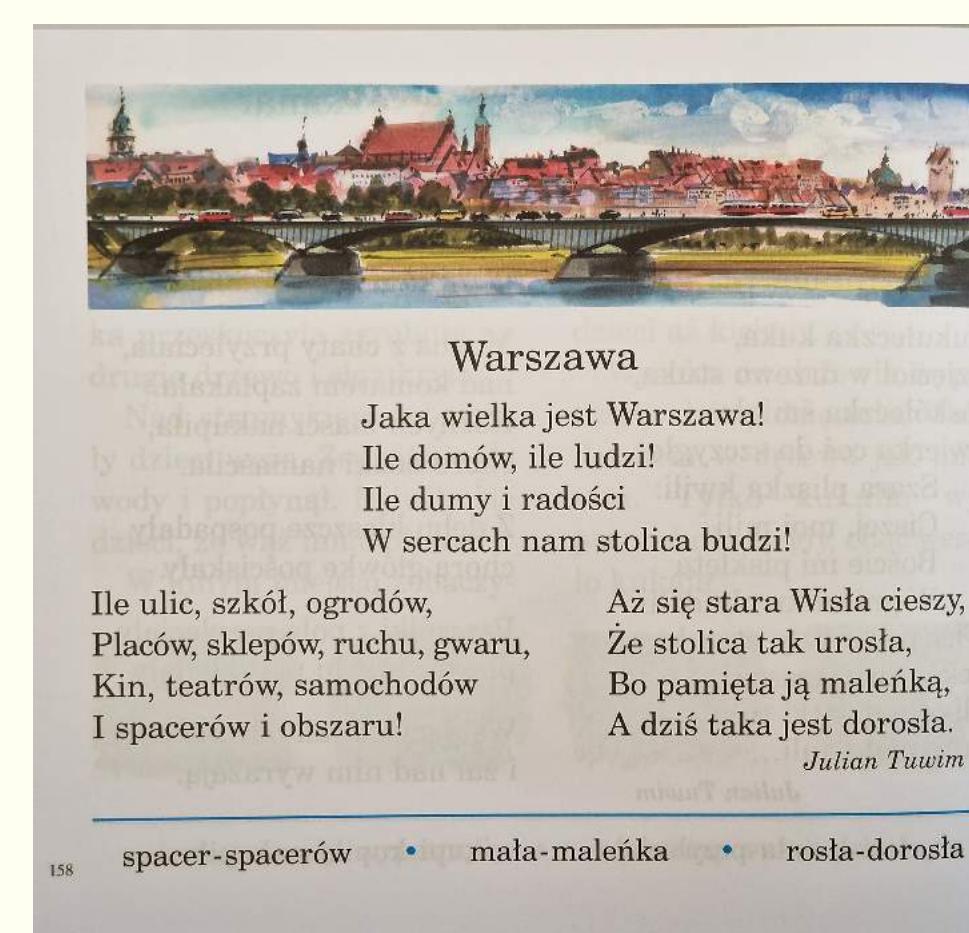 Warszawa
Jaka wielka jest Warszawa!
Ile domów, ile ludzi!
Ile dumy i radości
W sercach nam stolica budzi!
Ile ulic, szkół, ogrodów,
Placów, sklepów, ruchu, gwaru,
Kin, teatrów, samochodów
I spacerów i obszaru!
Aż się stara Wisła cieszy,
Że stolica tak urosła,
Bo pamięta ją maleńką,
A dziś taka jest dorosła.
Julian Tuwim
spacer-spacerów • mała-maleńka • rosła-dorosła
158